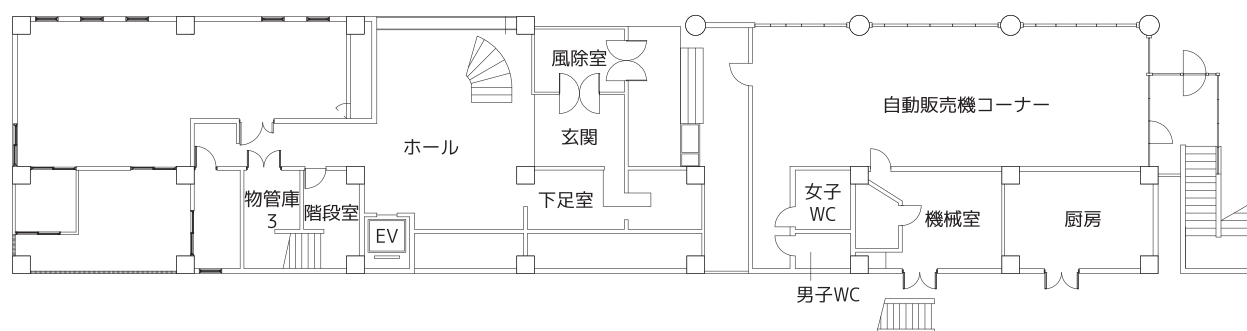 風除室
自動販売機コーナー
玄関
ホール
物管庫
3
階段室
下足室
女子
WC
機械室
厨房
EV
男子WC